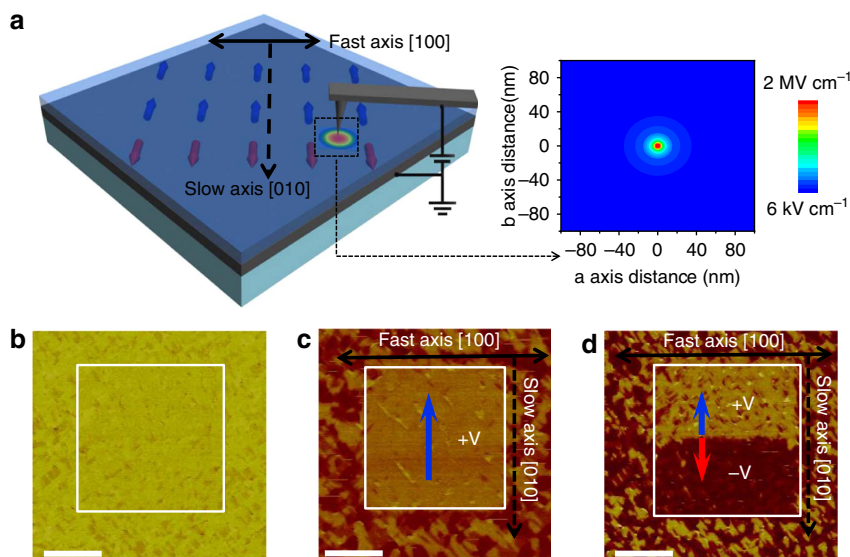 a
Fast axis [100]
Slow axis [010]
b axis distance(nm)
80
40
0
−40
−80
−80 −40 0 40 80
a axis distance (nm)
2 MV cm⁻¹
6 kV cm⁻¹
b
c
Fast axis [100]
+V
Slow axis [010]
d
Fast axis [100]
+V
−V
Slow axis [010]